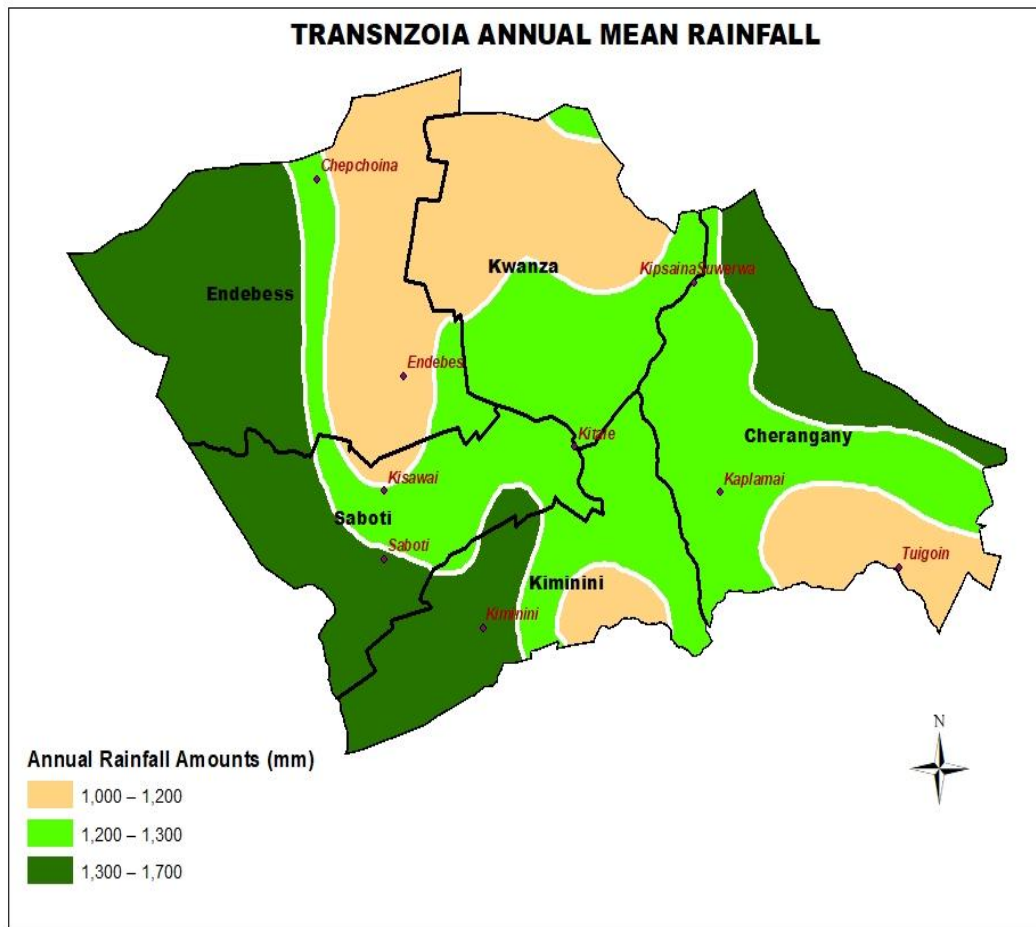 TRANSNZOIA ANNUAL MEAN RAINFALL
Chepchoina
Kwanza
KipsainaSuwerwa
Endebess
Endebes
Kitale
Cherangany
Kisawai
Kaplamai
Saboti
Saboti
Tuigoin
Kiminini
Kiminini
N
Annual Rainfall Amounts (mm)
1,000 – 1,200
1,200 – 1,300
1,300 – 1,700